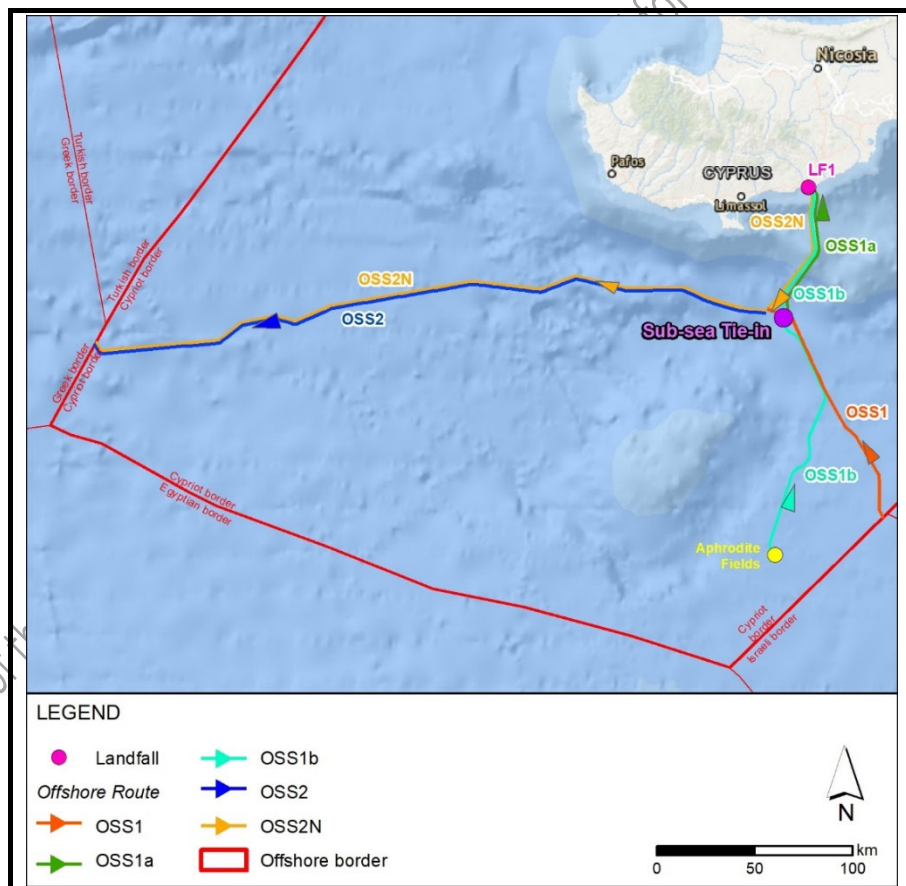 Nicosia
Pafos
CYPRUS
Limassol
LF1
OSS2N
OSS1a
OSS1b
Sub-sea Tie-in
OSS2N
OSS2
OSS1
OSS1b
Aphrodite
Fields
Turkish border
Greek border
Turkish border
Cypriot border
Greek border
Cypriot border
Cypriot border
Egyptian border
Cypriot
border
Israeli border
LEGEND
Landfall
Offshore Route
OSS1
OSS1a
OSS1b
OSS2
OSS2N
Offshore border
N
km
0 50 100